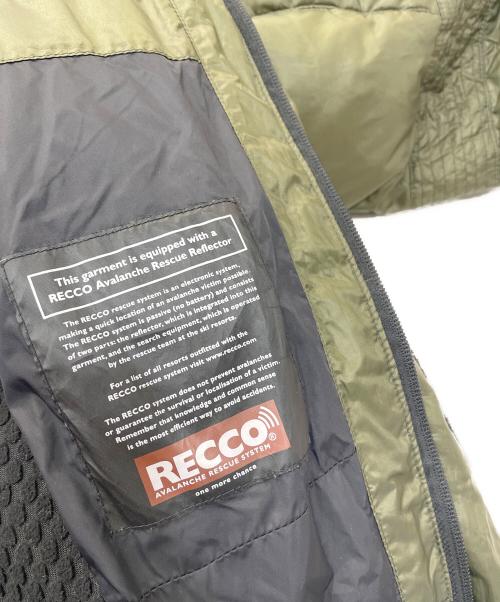 This garment is equipped with a
RECCO Avalanche Rescue Reflector
The RECCO rescue system is an electronic system,
making a quick location of an avalanche victim possible.
The RECCO system is passive (no battery) and consists
of two parts: the reflector, which is integrated into this
garment, and the search equipment, which is operated
by the rescue team at the ski resorts.
For a list of all resorts outfitted with the
RECCO rescue system visit www.recco.com
The RECCO system does not prevent avalanches
or guarantee the survival or localisation of a victim.
Remember that knowledge and common sense
is the most efficient way to avoid accidents.
RECCO®
AVALANCHE RESCUE SYSTEM
one more chance